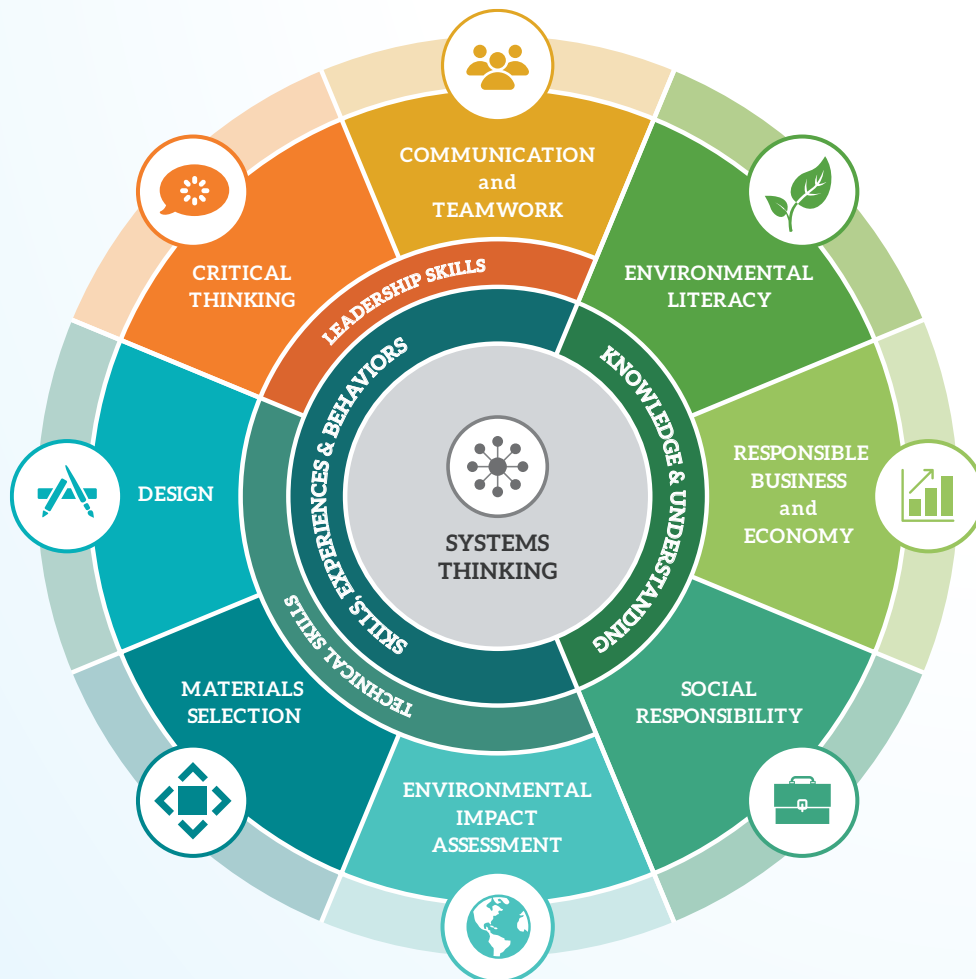 COMMUNICATION
and
TEAMWORK
CRITICAL
THINKING
LEADERSHIP SKILLS
ENVIRONMENTAL
LITERACY
SKILLS, EXPERIENCES & BEHAVIORS
KNOWLEDGE & UNDERSTANDING
DESIGN
SYSTEMS
THINKING
RESPONSIBLE
BUSINESS
and
ECONOMY
TECHNICAL SKILLS
MATERIALS
SELECTION
SOCIAL
RESPONSIBILITY
ENVIRONMENTAL
IMPACT
ASSESSMENT